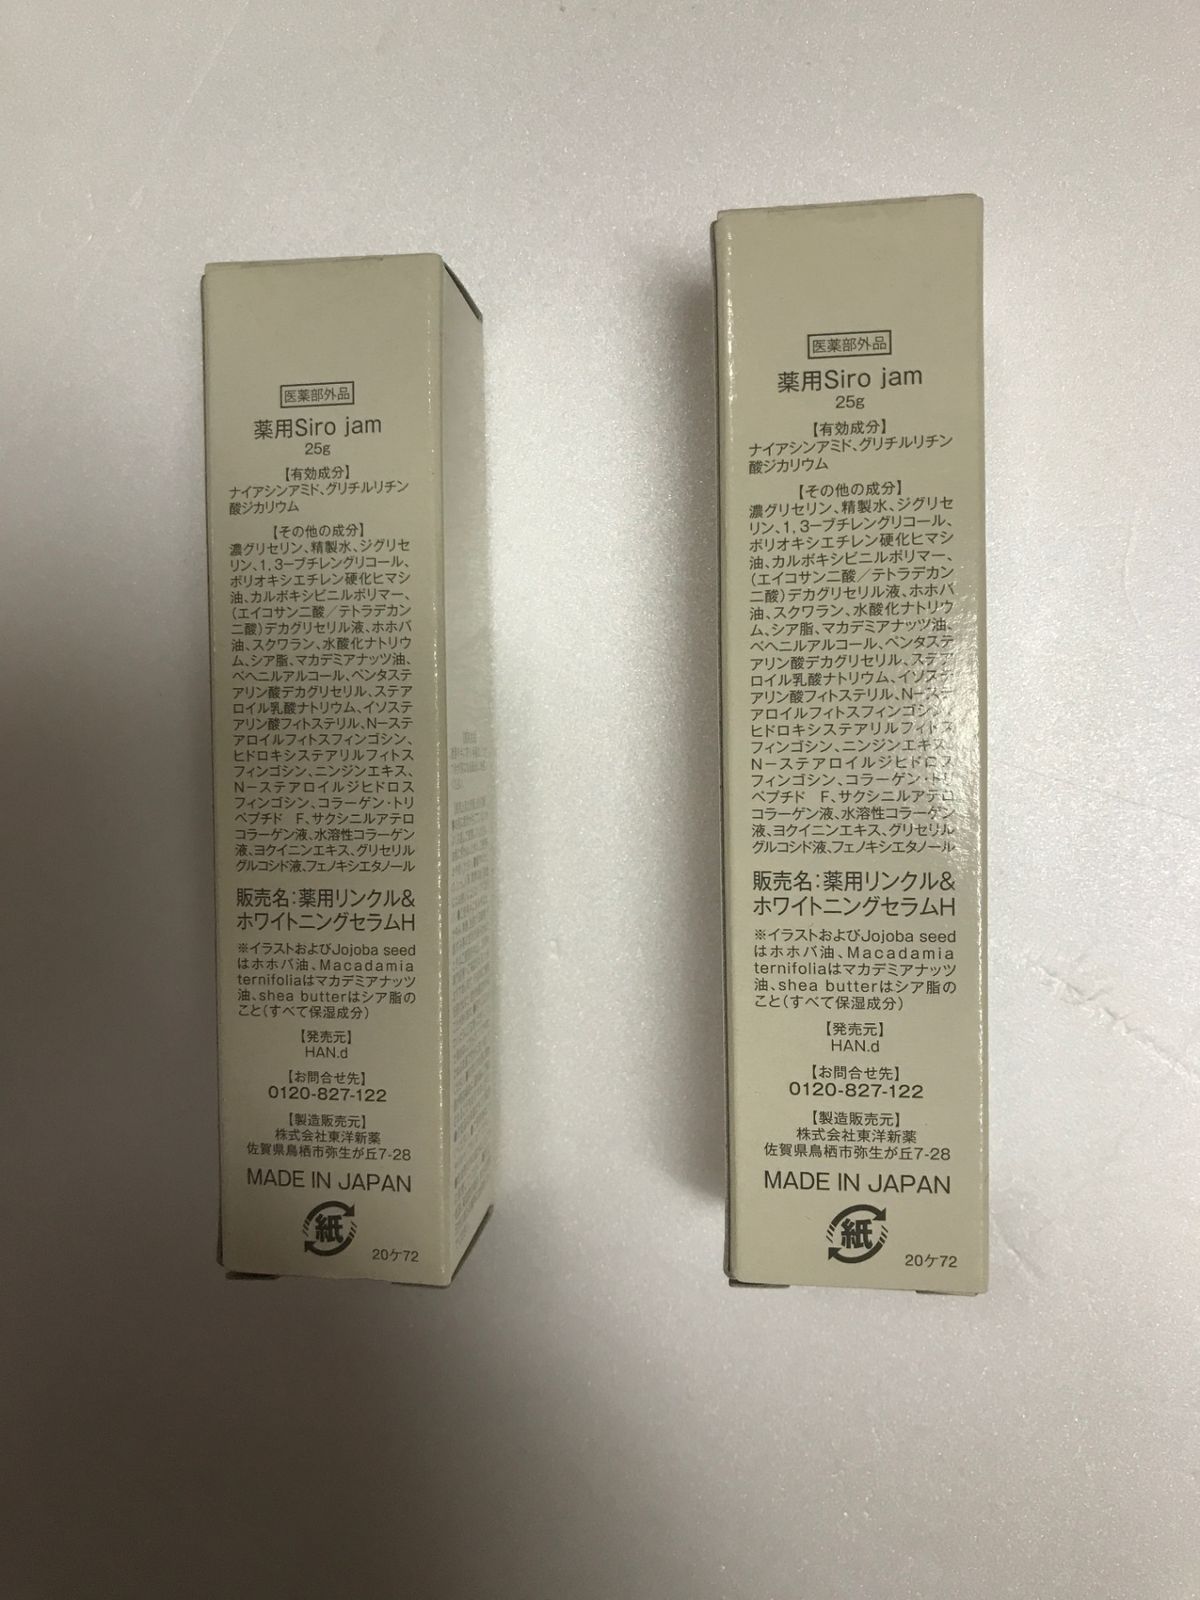 医薬部外品
薬用Siro jam
25g
【有効成分】
ナイアシンアミド、グリチルリチン
酸ジカリウム
【その他の成分】
濃グリセリン、精製水、ジグリセ
リン、1,3ーブチレングリコール、
ポリオキシエチレン硬化ヒマシ
油、カルボキシビニルポリマー、
(エイコサン二酸/テトラデカン
二酸)デカグリセリル液、ホホバ
油、スクワラン、水酸化ナトリウ
ム、シア脂、マカデミアナッツ油、
ベヘニルアルコール、ペンタステ
アリン酸デカグリセリル、ステア
ロイル乳酸ナトリウム、イソステ
アリン酸フィトステリル、Nーステ
アロイルフィトスフィンゴシン、
ヒドロキシステアリルフィトス
フィンゴシン、ニンジンエキス、
Nーステアロイルジヒドロス
フィンゴシン、コラーゲン・トリ
ペプチド F、サクシニルアテロ
コラーゲン液、水溶性コラーゲン
液、ヨクイニンエキス、グリセリル
グルコシド液、フェノキシエタノール
販売名:薬用リンクル&
ホワイトニングセラムH
※イラストおよびJojoba seed
はホホバ油、Macadamia
ternifoliaはマカデミアナッツ
油、shea butterはシア脂の
こと(すべて保湿成分)
【発売元】
HAN.d
【お問合せ先】
0120-827-122
【製造販売元】
株式会社東洋新薬
佐賀県鳥栖市弥生が丘7-28
MADE IN JAPAN
紙
20ケ72
医薬部外品
薬用Siro jam
25g
【有効成分】
ナイアシンアミド、グリチルリチン
酸ジカリウム
【その他の成分】
濃グリセリン、精製水、ジグリセ
リン、1,3ーブチレングリコール、
ポリオキシエチレン硬化ヒマシ
油、カルボキシビニルポリマー、
(エイコサン二酸/テトラデカン
二酸)デカグリセリル液、ホホバ
油、スクワラン、水酸化ナトリウ
ム、シア脂、マカデミアナッツ油、
ベヘニルアルコール、ペンタステ
アリン酸デカグリセリル、ステア
ロイル乳酸ナトリウム、イソステ
アリン酸フィトステリル、Nーステ
アロイルフィトスフィンゴシン、
ヒドロキシステアリルフィトス
フィンゴシン、ニンジンエキス、
Nーステアロイルジヒドロス
フィンゴシン、コラーゲン・トリ
ペプチド F、サクシニルアテロ
コラーゲン液、水溶性コラーゲン
液、ヨクイニンエキス、グリセリル
グルコシド液、フェノキシエタノール
販売名:薬用リンクル&
ホワイトニングセラムH
※イラストおよびJojoba seed
はホホバ油、Macadamia
ternifoliaはマカデミアナッツ
油、shea butterはシア脂の
こと(すべて保湿成分)
【発売元】
HAN.d
【お問合せ先】
0120-827-122
【製造販売元】
株式会社東洋新薬
佐賀県鳥栖市弥生が丘7-28
MADE IN JAPAN
紙
20ケ72